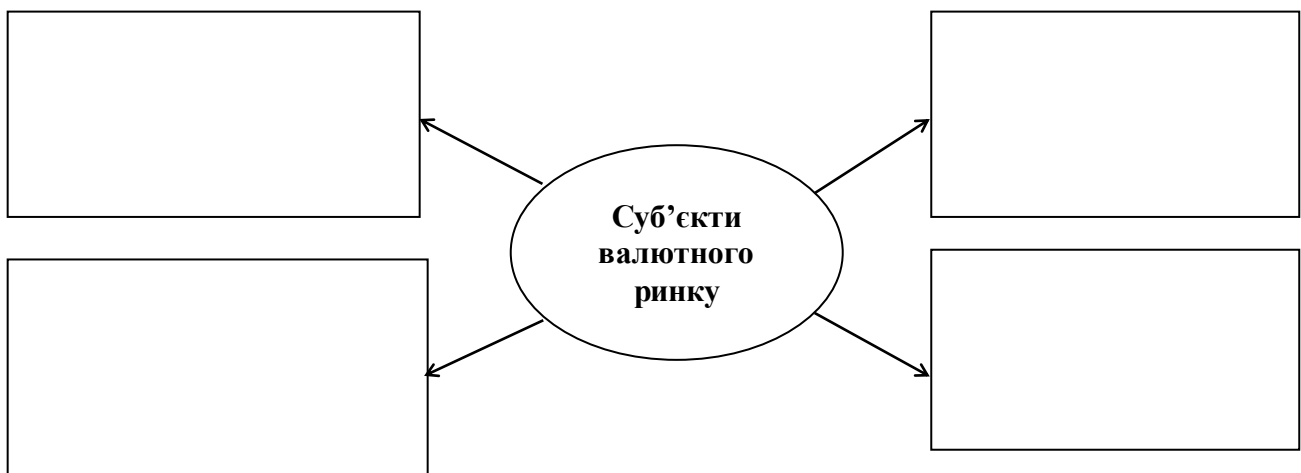 Суб’єкти
валютного
ринку